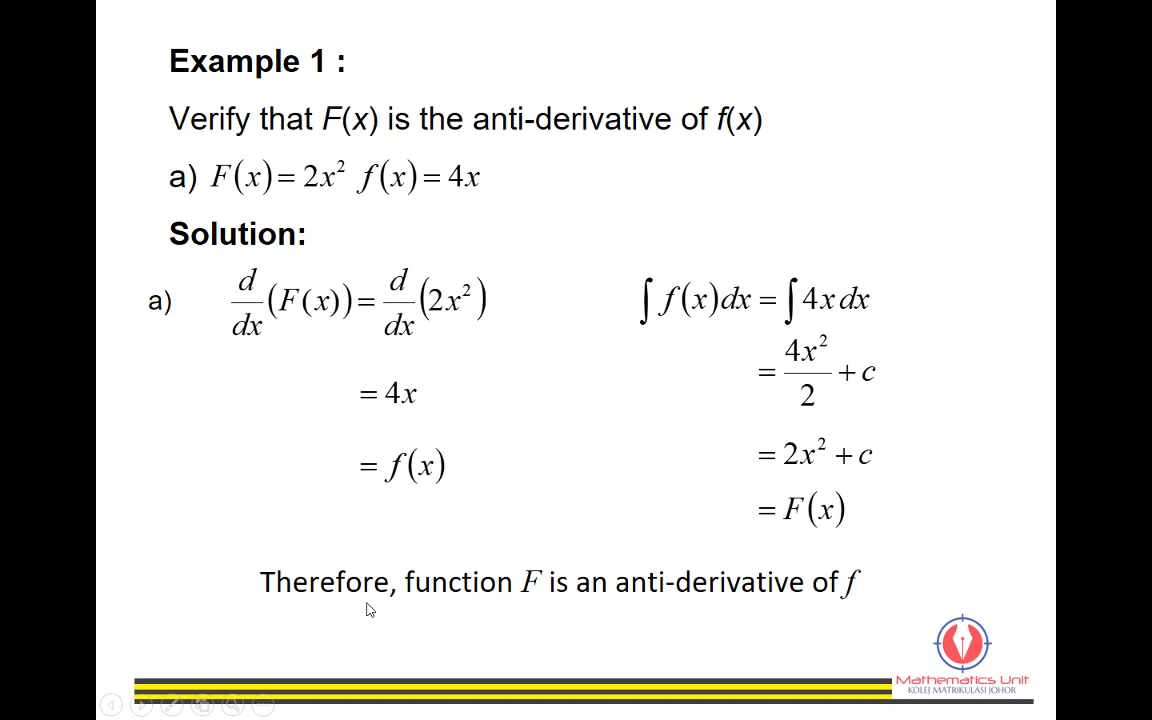 Example 1 :
Verify that F(x) is the anti-derivative of f(x)
a) F(x) = 2x² f(x) = 4x
Solution:
a) d/dx (F(x)) = d/dx (2x²)
= 4x
= f(x)
∫ f(x)dx = ∫ 4x dx
= 4x²/2 + c
= 2x² + c
= F(x)
Therefore, function F is an anti-derivative of f
Mathematics Unit
KOLEJ MATRIKULASI JOHOR